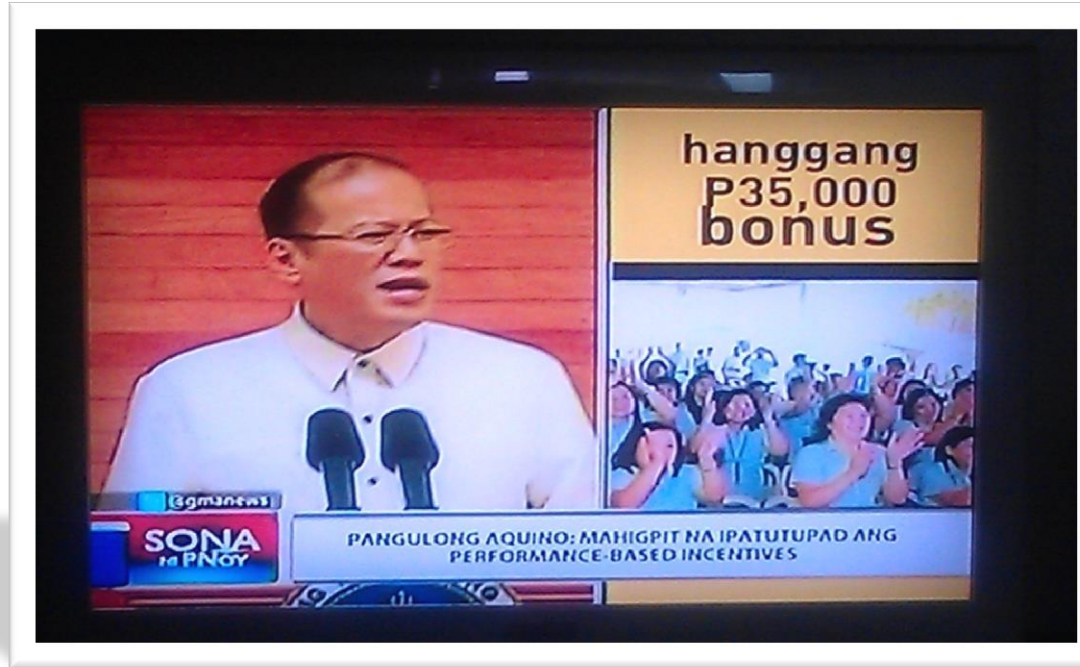 hanggang
P35,000
bonus
@gmanews
SONA
NI PNOY
PANGULONG AQUINO: MAHIGPIT NA IPATUTUPAD ANG
PERFORMANCE-BASED INCENTIVES